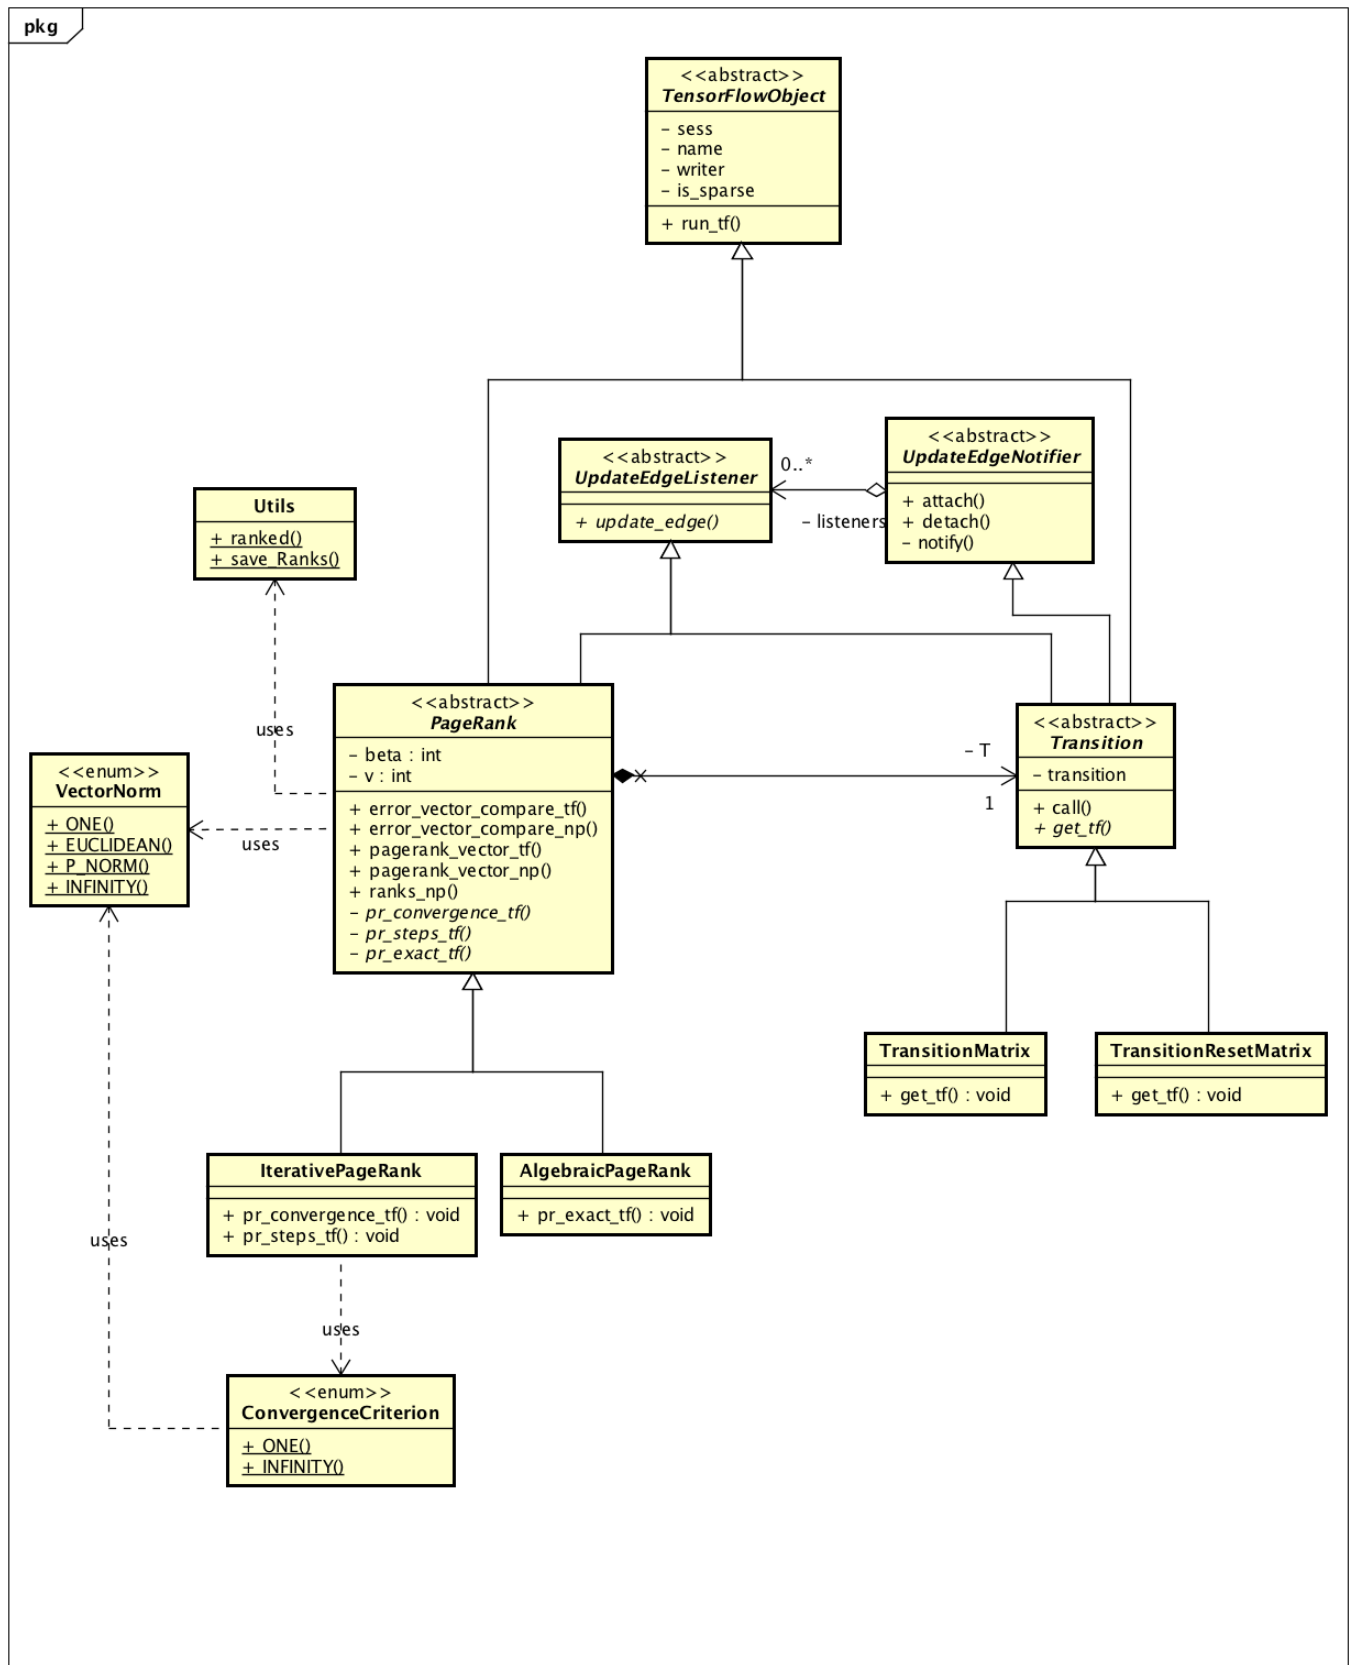 pkg
<<abstract>>
TensorFlowObject
– sess
– name
– writer
– is_sparse
+ run_tf()
<<abstract>>
UpdateEdgeListener
+ update_edge()
0..*
– listeners
<<abstract>>
UpdateEdgeNotifier
+ attach()
+ detach()
– notify()
Utils
+ ranked()
+ save_Ranks()
uses
<<abstract>>
PageRank
– beta : int
– v : int
+ error_vector_compare_tf()
+ error_vector_compare_np()
+ pagerank_vector_tf()
+ pagerank_vector_np()
+ ranks_np()
– pr_convergence_tf()
– pr_steps_tf()
– pr_exact_tf()
– T
1
<<abstract>>
Transition
– transition
+ call()
+ get_tf()
<<enum>>
VectorNorm
+ ONE()
+ EUCLIDEAN()
+ P_NORM()
+ INFINITY()
uses
TransitionMatrix
+ get_tf() : void
TransitionResetMatrix
+ get_tf() : void
IterativePageRank
+ pr_convergence_tf() : void
+ pr_steps_tf() : void
AlgebraicPageRank
+ pr_exact_tf() : void
uses
uses
<<enum>>
ConvergenceCriterion
+ ONE()
+ INFINITY()